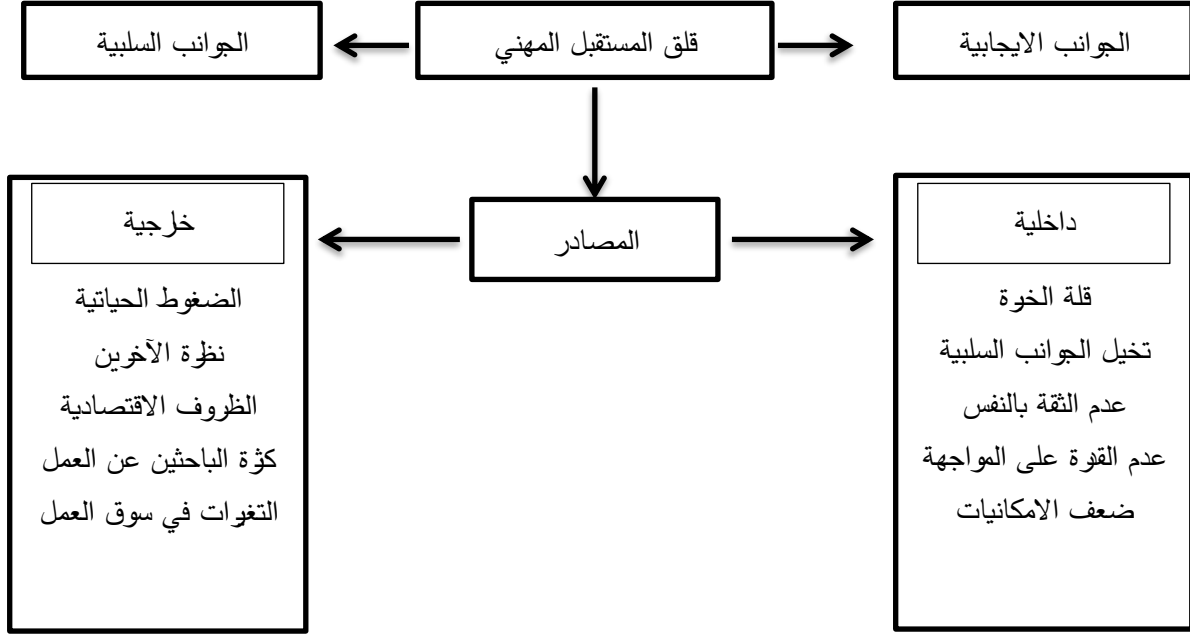 الجوانب الايجابية
قلق المستقبل المهني
الجوانب السلبية
المصادر
داخلية
قلة الخبرة
تخيل الجوانب السلبية
عدم الثقة بالنفس
عدم القدرة على المواجهة
ضعف الامكانيات
خارجية
الضغوط الحياتية
نظرة الآخرين
الظروف الاقتصادية
كثرة الباحثين عن العمل
التغيرات في سوق العمل